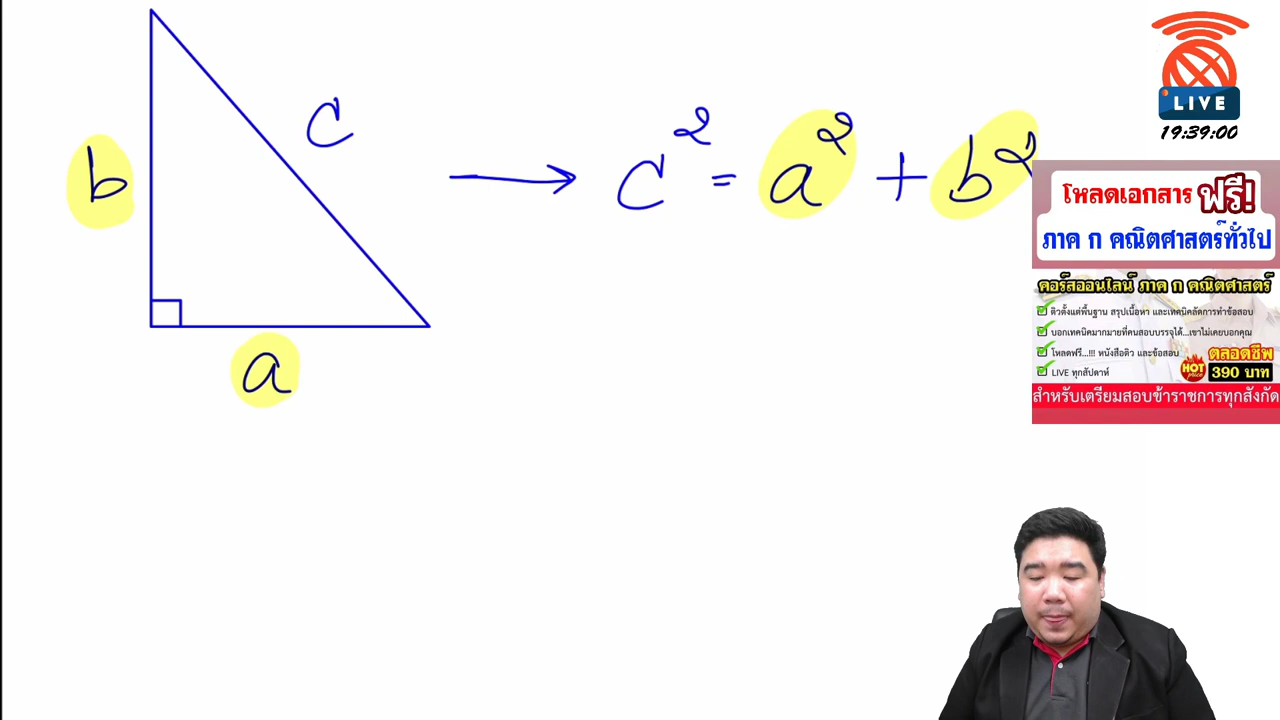 LIVE
19:39:00
c
b
c² = a² + b²
a
โหลดเอกสาร ฟรี!
ภาค ก คณิตศาสตร์ทั่วไป
คอร์สออนไลน์ ภาค ก คณิตศาสตร์
ติวตั้งแต่พื้นฐาน สรุปเนื้อหา และเทคนิคลัดการทำข้อสอบ
บอกเทคนิคมากมายที่คนสอบบรรจุได้...เขาไม่เคยบอกคุณ
โหลดฟรี...!!! หนังสือติว และข้อสอบ
LIVE ทุกสัปดาห์
HOT price
ตลอดชีพ
390 บาท
สำหรับเตรียมสอบข้าราชการทุกสังกัด